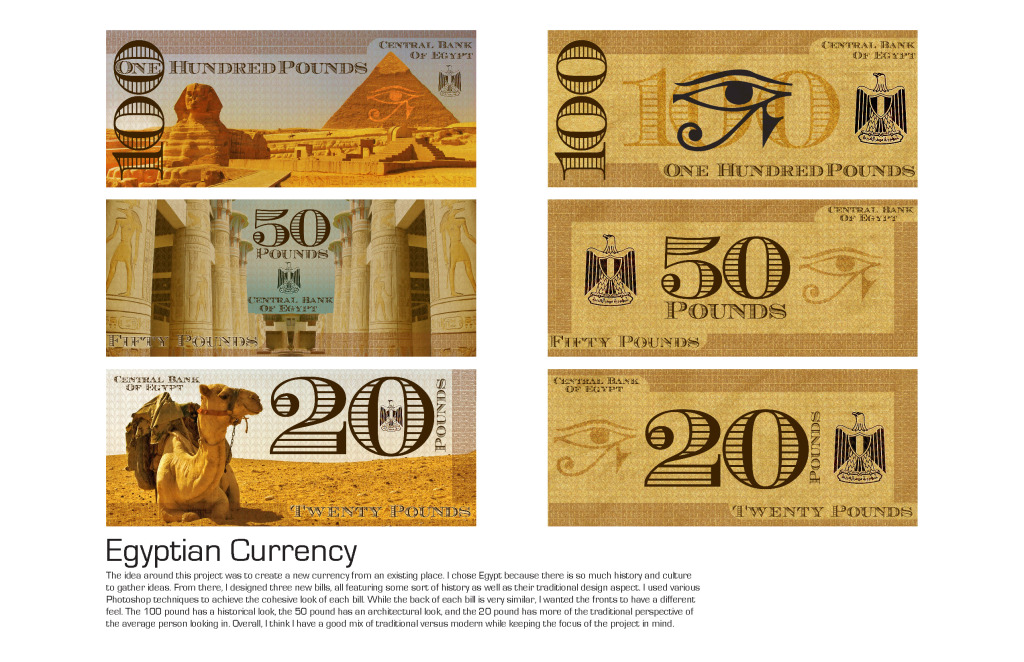 100
ONE HUNDRED POUNDS
CENTRAL BANK
OF EGYPT
100
100
CENTRAL BANK
OF EGYPT
ONE HUNDRED POUNDS
50
POUNDS
CENTRAL BANK
OF EGYPT
FIFTY POUNDS
CENTRAL BANK
OF EGYPT
50
POUNDS
FIFTY POUNDS
CENTRAL BANK
OF EGYPT
20
POUNDS
TWENTY POUNDS
CENTRAL BANK
OF EGYPT
20
POUNDS
TWENTY POUNDS
Egyptian Currency
The idea around this project was to create a new currency from an existing place. I chose Egypt because there is so much history and culture
to gather ideas. From there, I designed three new bills, all featuring some sort of history as well as their traditional design aspect. I used various
Photoshop techniques to achieve the cohesive look of each bill. While the back of each bill is very similar, I wanted the fronts to have a different
feel. The 100 pound has a historical look, the 50 pound has an architectural look, and the 20 pound has more of the traditional perspective of
the average person looking in. Overall, I think I have a good mix of traditional versus modern while keeping the focus of the project in mind.